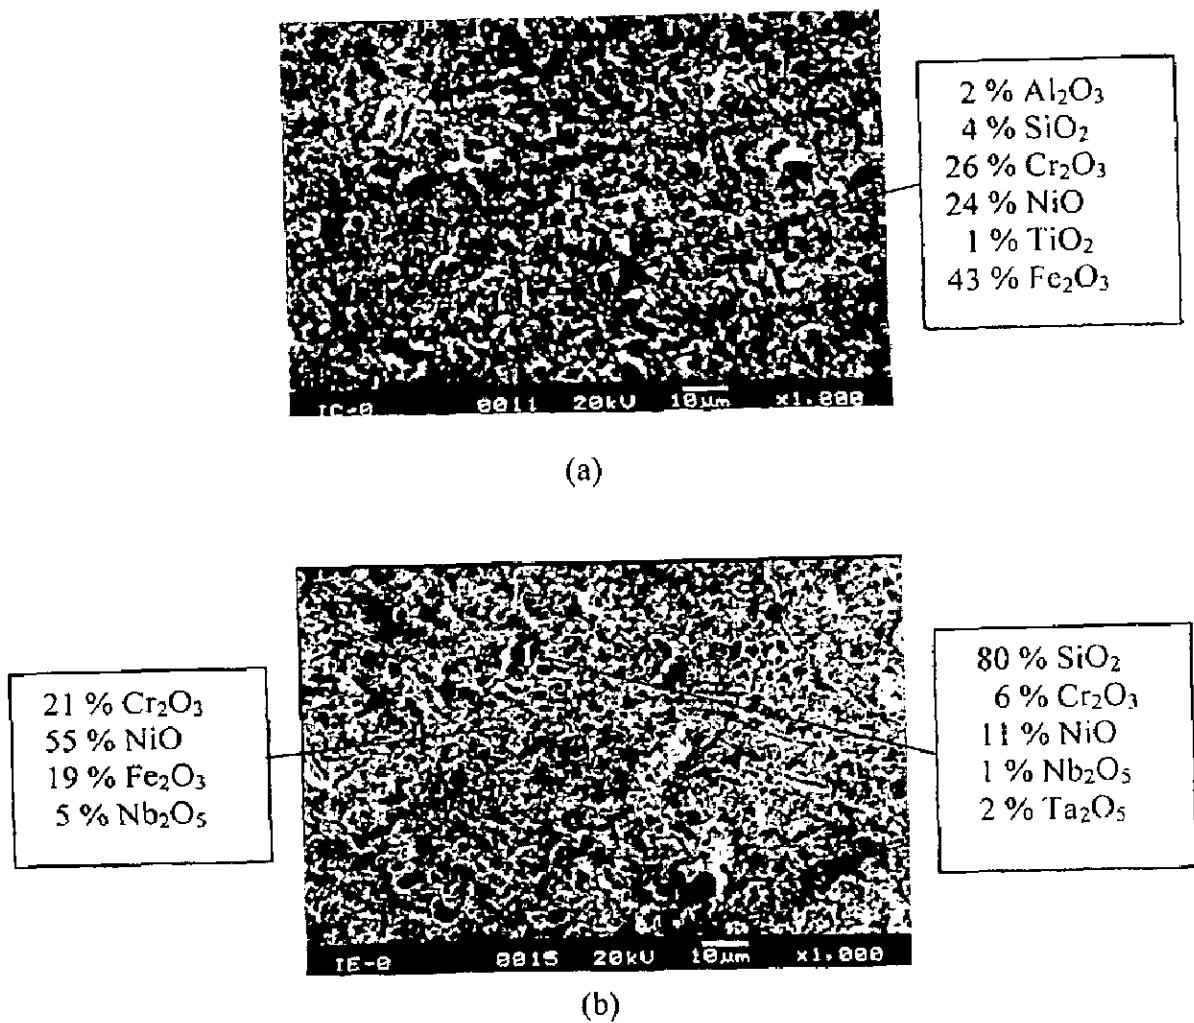 2 % Al₂O₃
4 % SiO₂
26 % Cr₂O₃
24 % NiO
1 % TiO₂
43 % Fe₂O₃
IC-0 0011 20kV 10µm x1,000
(a)
21 % Cr₂O₃
55 % NiO
19 % Fe₂O₃
5 % Nb₂O₅
80 % SiO₂
6 % Cr₂O₃
11 % NiO
1 % Nb₂O₅
2 % Ta₂O₅
IE-0 0015 20kV 10µm x1,000
(b)